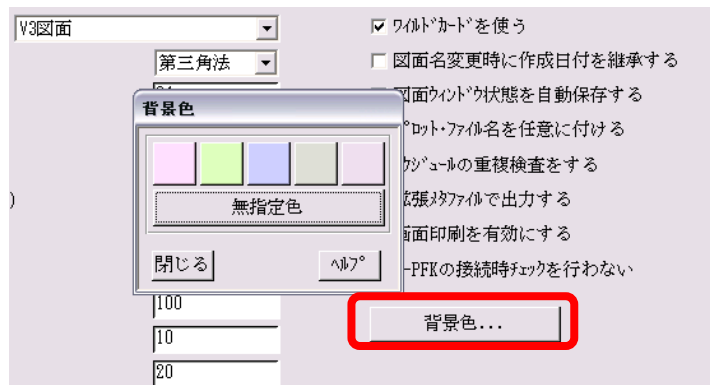 V3図面
ワイルドカードを使う
第三角法
図面名変更時に作成日付を継承する
図面ウィンドウ状態を自動保存する
背景色
プロット・ファイル名を任意に付ける
の重複検査をする
)
無指定色
拡張メタファイルで出力する
画面印刷を有効にする
閉じる
ヘルプ
-PFKの接続時チェックを行わない
100
背景色...
10
20